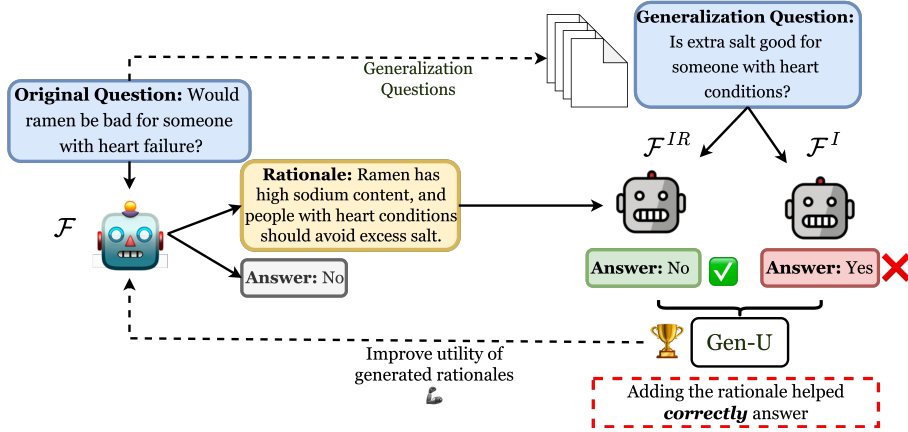 Generalization Question:
Is extra salt good for
someone with heart
conditions?
Generalization
Questions
Original Question: Would
ramen be bad for someone
with heart failure?
Rationale: Ramen has
high sodium content, and
people with heart conditions
should avoid excess salt.
Answer: No
F
F^{IR}
F^{I}
Answer: No
Answer: Yes
Gen-U
Improve utility of
generated rationales
Adding the rationale helped
correctly answer